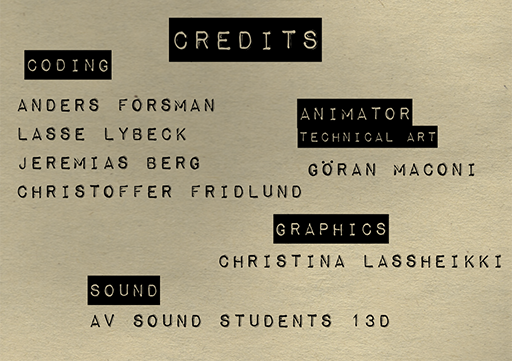 CREDITS
CODING
ANDERS FÖRSMAN
LASSE LYBECK
JEREMIAS BERG
CHRISTOFFER FRIDLUND
ANIMATOR
TECHNICAL ART
GÖRAN MACONI
GRAPHICS
CHRISTINA LASSHEIKKI
SOUND
AV SOUND STUDENTS 13D